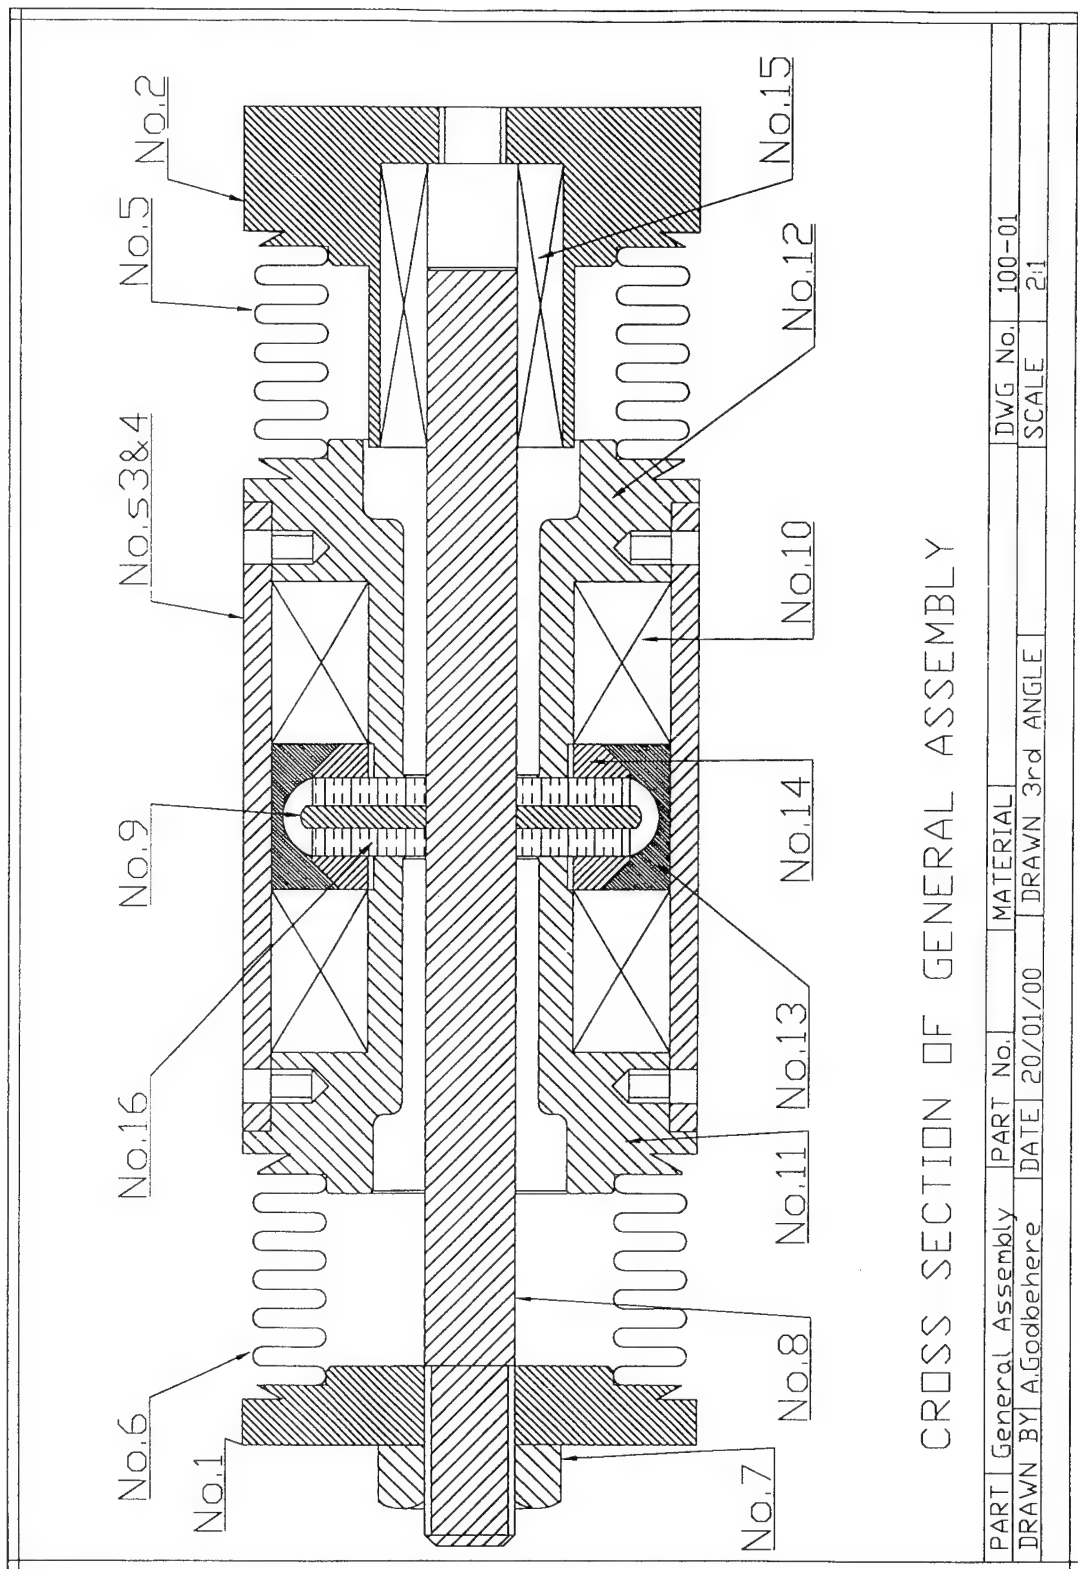 No.6
No.1
No.16
No.9
No.s3&4
No.5
No.2
No.7
No.8
No.11
No.13
No.14
No.10
No.12
No.15
CROSS SECTION OF GENERAL ASSEMBLY
PART General Assembly PART No. MATERIAL DWG No. 100-01
DRAWN BY A.Godbehere DATE 20/01/00 DRAWN 3rd ANGLE SCALE 2:1